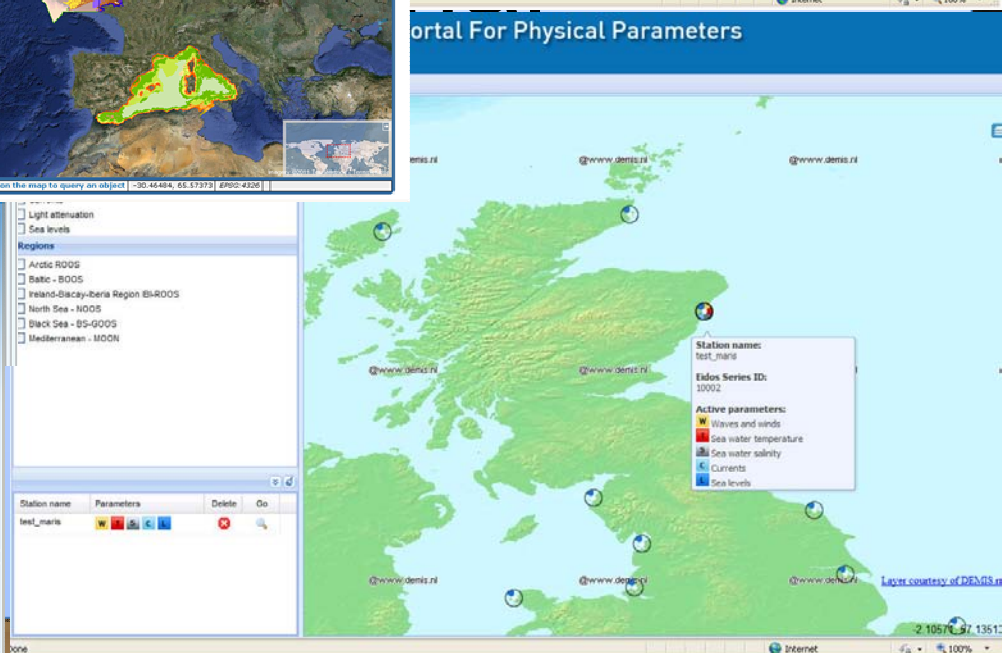 Internet
100%
ortal For Physical Parameters
on the map to query an object
-30.46484, 65.57373
EPSG:4326
Light attenuation
Sea levels
Regions
Arctic ROOS
Baltic - BOOS
Ireland-Biscay-Iberia Region IBI-ROOS
North Sea - NOOS
Black Sea - BS-GOOS
Mediterranean - MOON
Station name
Parameters
Delete
Go
test_maris
W T S C L
@www.demis.nl
@www.demis.nl
@www.demis.nl
@www.demis.nl
Station name:
test_maris
Eidos Series ID:
10002
Active parameters:
W Waves and winds
T Sea water temperature
S Sea water salinity
C Currents
L Sea levels
@www.demis.nl
@www.demis.nl
@www.demis.nl
Layer courtesy of DEMIS
Done
Internet
100%